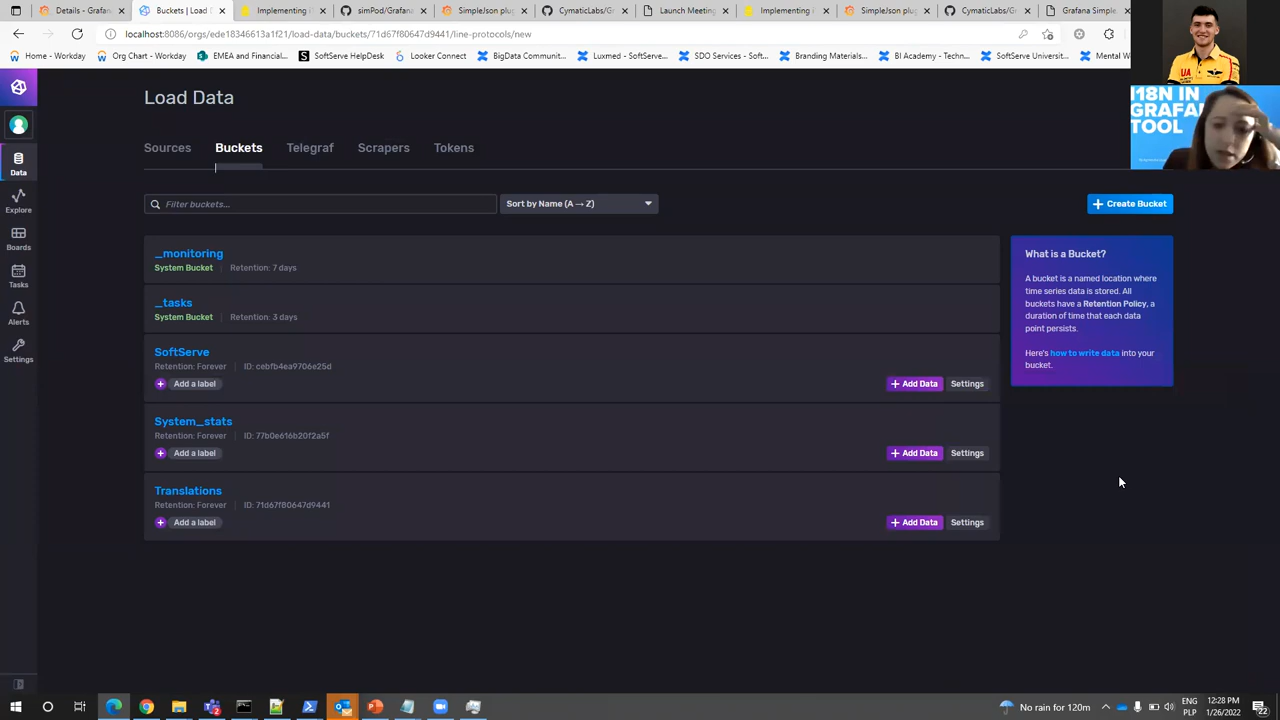 Details - Grafan
Buckets | Load D
Implementing i
simPod/Grafana
SimpleJson plug
CymaticLabs/G
Launch Meeting
Implementing i
SimpleJson plug
CymaticLabs/G
Grafana Simple
localhost:8086/orgs/ede18346613a1f21/load-data/buckets/71d67f80647d9441/line-protocols/new
Home - Workday
Org Chart - Workday
EMEA and Financial...
SoftServe HelpDesk
Looker Connect
BigData Communit...
Luxmed - SoftServe
SDO Services - Soft...
Branding Materials...
BI Academy - Techn...
SoftServe Universit...
Mental W
UA
I18N IN
GRAFA
TOOL
Load Data
Sources
Buckets
Telegraf
Scrapers
Tokens
Filter buckets...
Sort by Name (A → Z)
+ Create Bucket
Data
Explore
Boards
Tasks
Alerts
Settings
_monitoring
System Bucket
Retention: 7 days
_tasks
System Bucket
Retention: 3 days
SoftServe
Retention: Forever
ID: cebfb4ea9706e25d
+ Add a label
+ Add Data
Settings
System_stats
Retention: Forever
ID: 77b0e616b20f2a5f
+ Add a label
+ Add Data
Settings
Translations
Retention: Forever
ID: 71d67f80647d9441
+ Add a label
+ Add Data
Settings
What is a Bucket?
A bucket is a named location where
time series data is stored. All
buckets have a Retention Policy, a
duration of time that each data
point persists.
Here's how to write data into your
bucket.
No rain for 120m
ENG
PLP
12:28 PM
1/26/2022
22